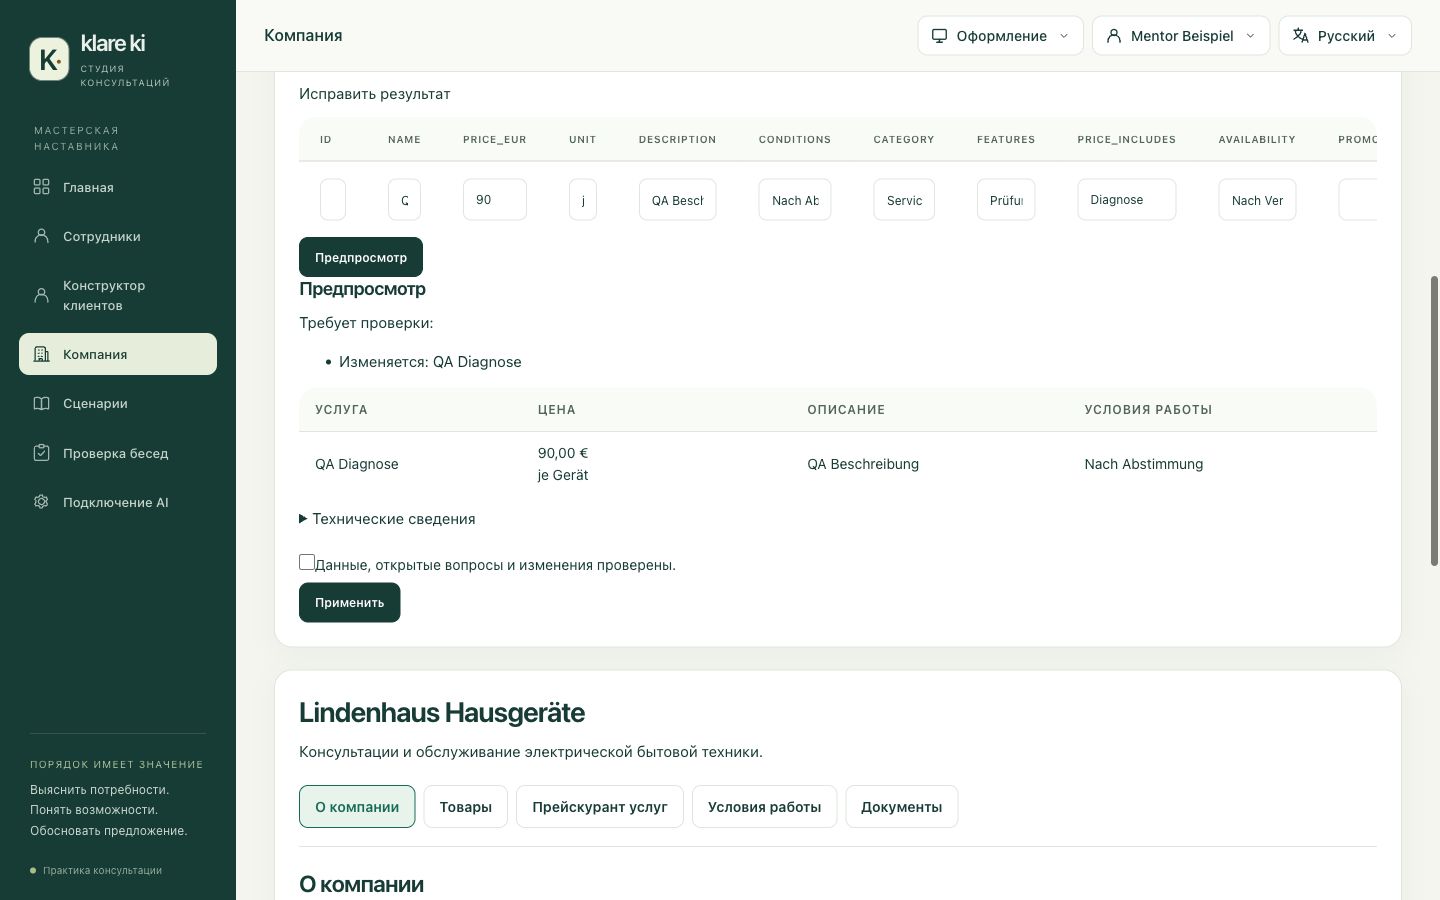 klare ki
СТУДИЯ
КОНСУЛЬТАЦИЙ
МАСТЕРСКАЯ
НАСТАВНИКА
Главная
Сотрудники
Конструктор
клиентов
Компания
Сценарии
Проверка бесед
Подключение AI
ПОРЯДОК ИМЕЕТ ЗНАЧЕНИЕ
Выяснить потребности.
Понять возможности.
Обосновать предложение.
Практика консультации
Компания
Оформление
Mentor Beispiel
Русский
Исправить результат
ID NAME PRICE_EUR UNIT DESCRIPTION CONDITIONS CATEGORY FEATURES PRICE_INCLUDES AVAILABILITY
90 j QA Nach Diagnose Nach Ver
Предпросмотр
Предпросмотр
Требует проверки:
• Изменяется: QA Diagnose
УСЛУГА ЦЕНА ОПИСАНИЕ УСЛОВИЯ РАБОТЫ
QA Diagnose 90,00 € QA Beschreibung Nach Abstimmung
je Gerät
Технические сведения
Данные, открытые вопросы и изменения проверены.
Применить
Lindenhaus Hausgeräte
Консультации и обслуживание электрической бытовой техники.
О компании Товары Прейскурант услуг Условия работы Документы
О компании